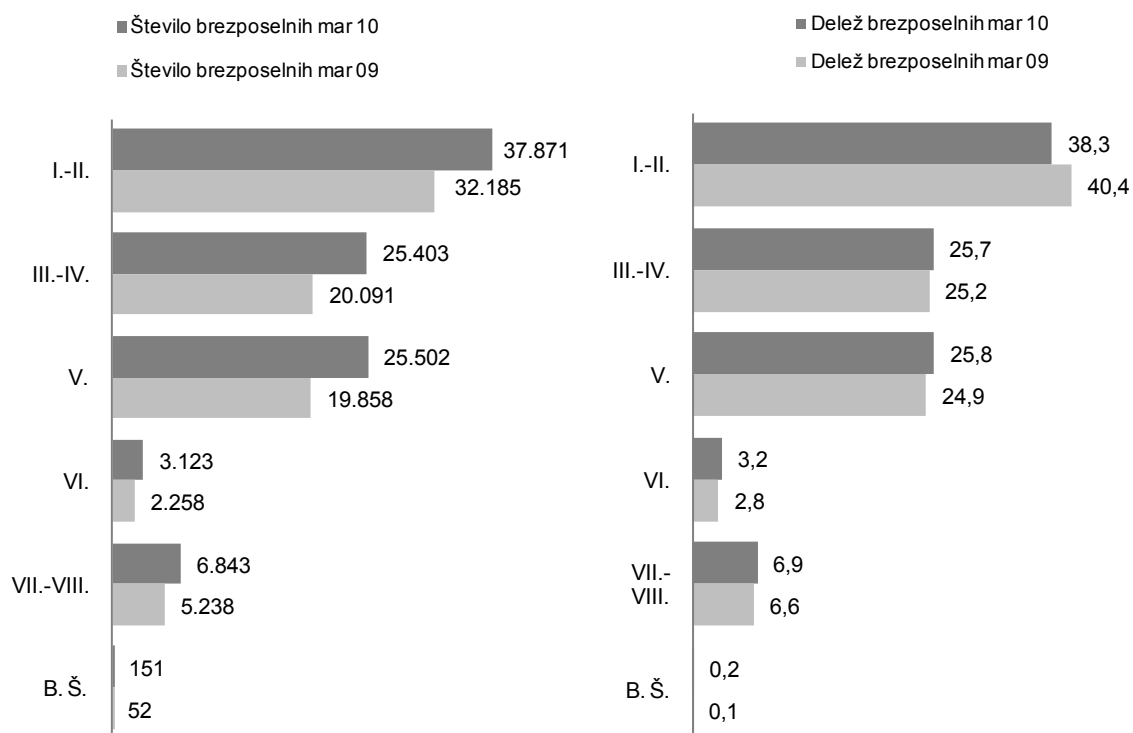 Število brezposelnih mar 10
Število brezposelnih mar 09
I.-II.
37.871
32.185
III.-IV.
25.403
20.091
V.
25.502
19.858
VI.
3.123
2.258
VII.-VIII.
6.843
5.238
B. Š.
151
52
Delež brezposelnih mar 10
Delež brezposelnih mar 09
I.-II.
38,3
40,4
III.-IV.
25,7
25,2
V.
25,8
24,9
VI.
3,2
2,8
VII.-
VIII.
6,9
6,6
B. Š.
0,2
0,1